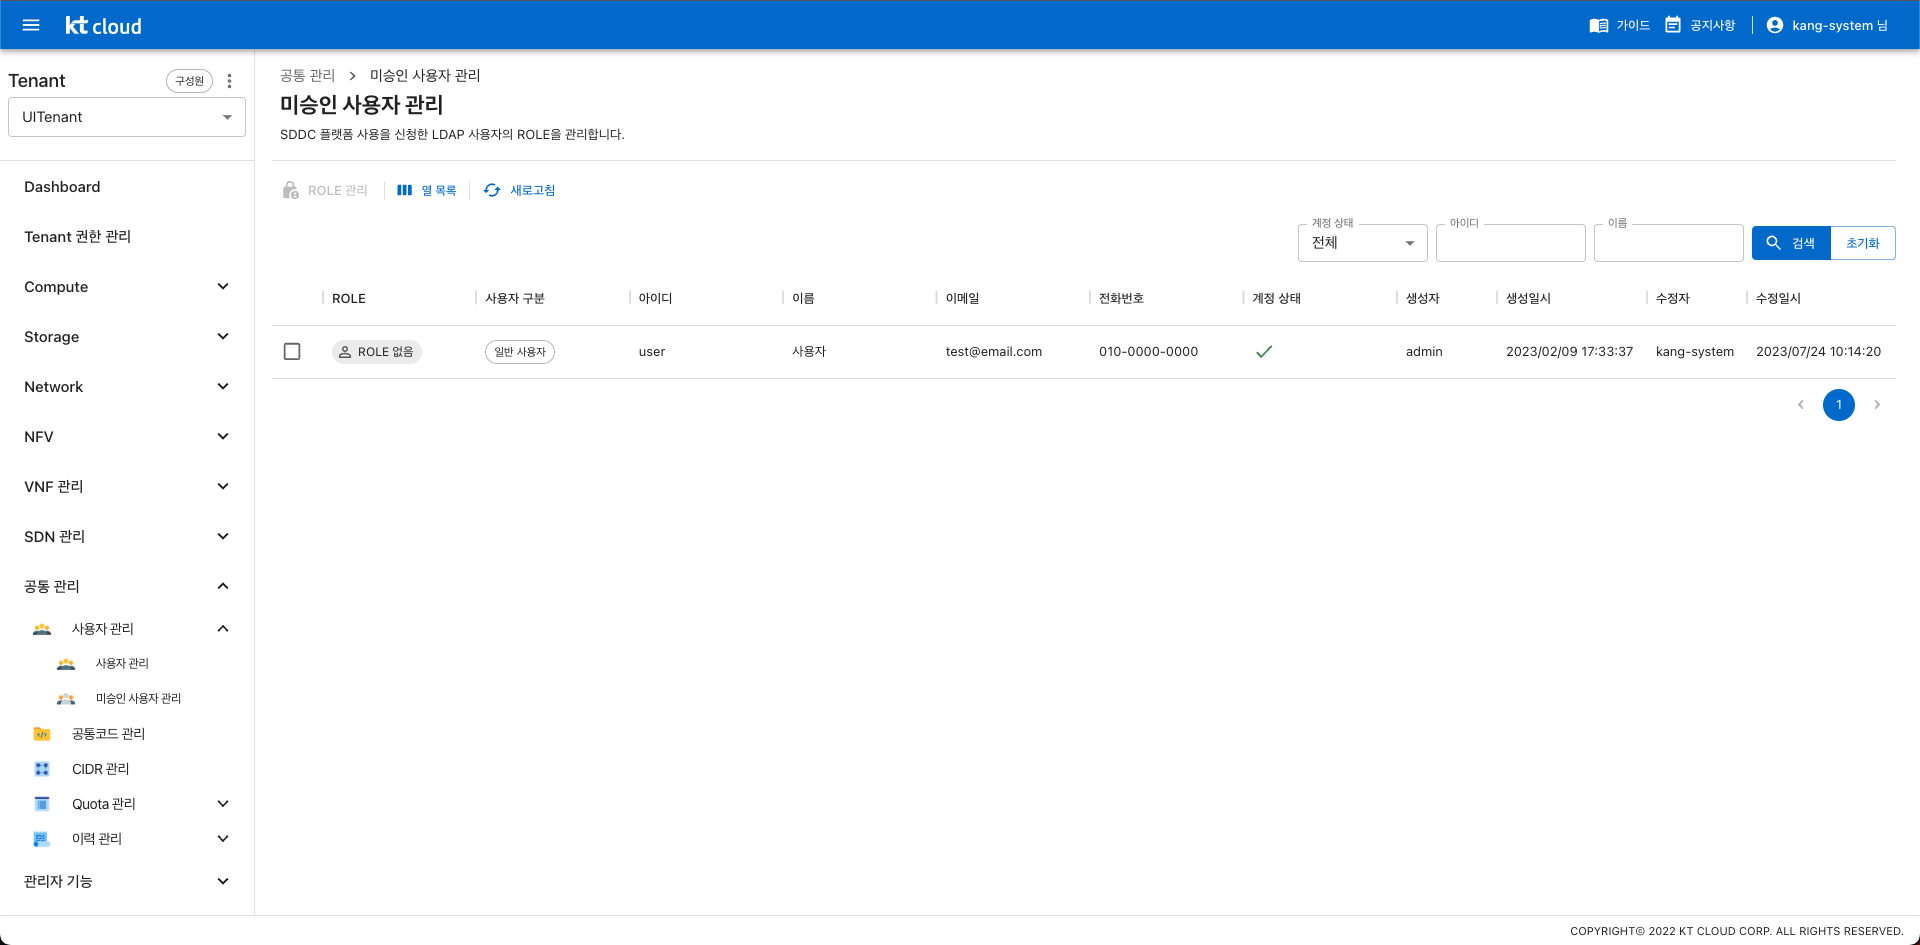 kt cloud
가이드
공지사항
kang-system 님
Tenant
구성원
UITenant
Dashboard
Tenant 권한 관리
Compute
Storage
Network
NFV
VNF 관리
SDN 관리
공통 관리
사용자 관리
사용자 관리
미승인 사용자 관리
공통코드 관리
CIDR 관리
Quota 관리
이력 관리
관리자 기능
공통 관리 > 미승인 사용자 관리
미승인 사용자 관리
SDDC 플랫폼 사용을 신청한 LDAP 사용자의 ROLE을 관리합니다.
ROLE 관리
열 목록
새로고침
계정 상태
전체
아이디
이름
검색
초기화
ROLE 사용자 구분 아이디 이름 이메일 전화번호 계정 상태 생성자 생성일시 수정자 수정일시
ROLE 없음 일반 사용자 user 사용자 test@email.com 010-0000-0000 admin 2023/02/09 17:33:37 kang-system 2023/07/24 10:14:20
1
COPYRIGHT© 2022 KT CLOUD CORP. ALL RIGHTS RESERVED.